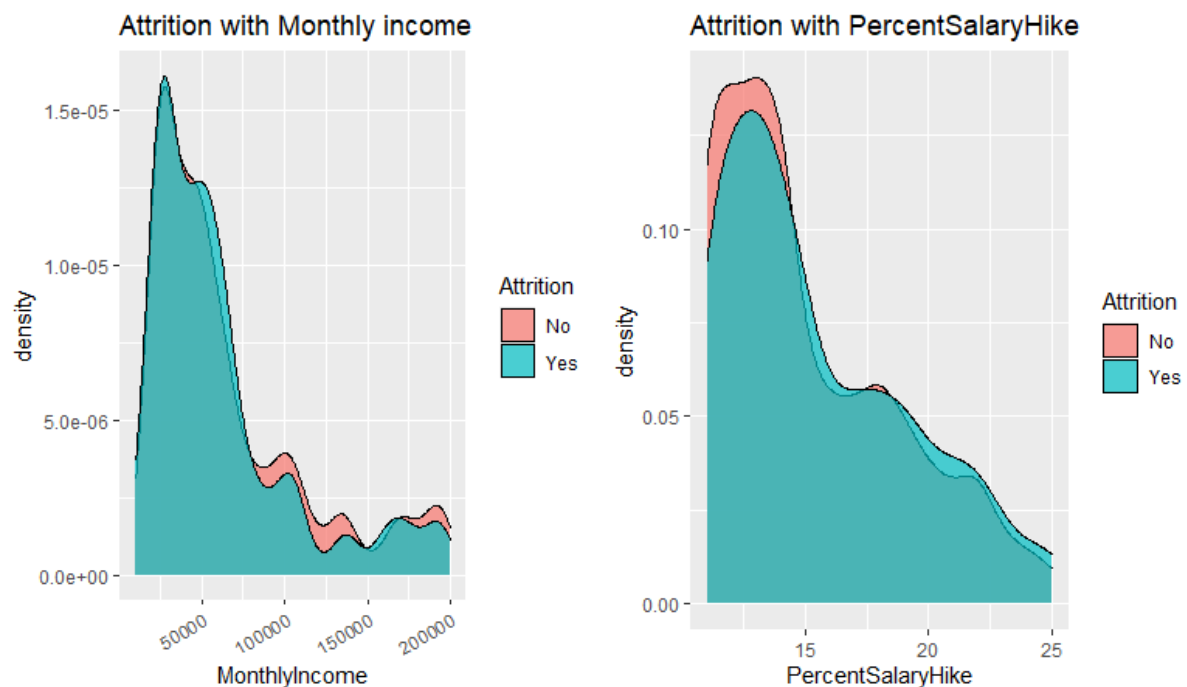 Attrition with Monthly income
density
1.5e-05
1.0e-05
5.0e-06
0.0e+00
50000
100000
150000
200000
MonthlyIncome
Attrition
No
Yes
Attrition with PercentSalaryHike
density
0.10
0.05
0.00
15
20
25
PercentSalaryHike
Attrition
No
Yes